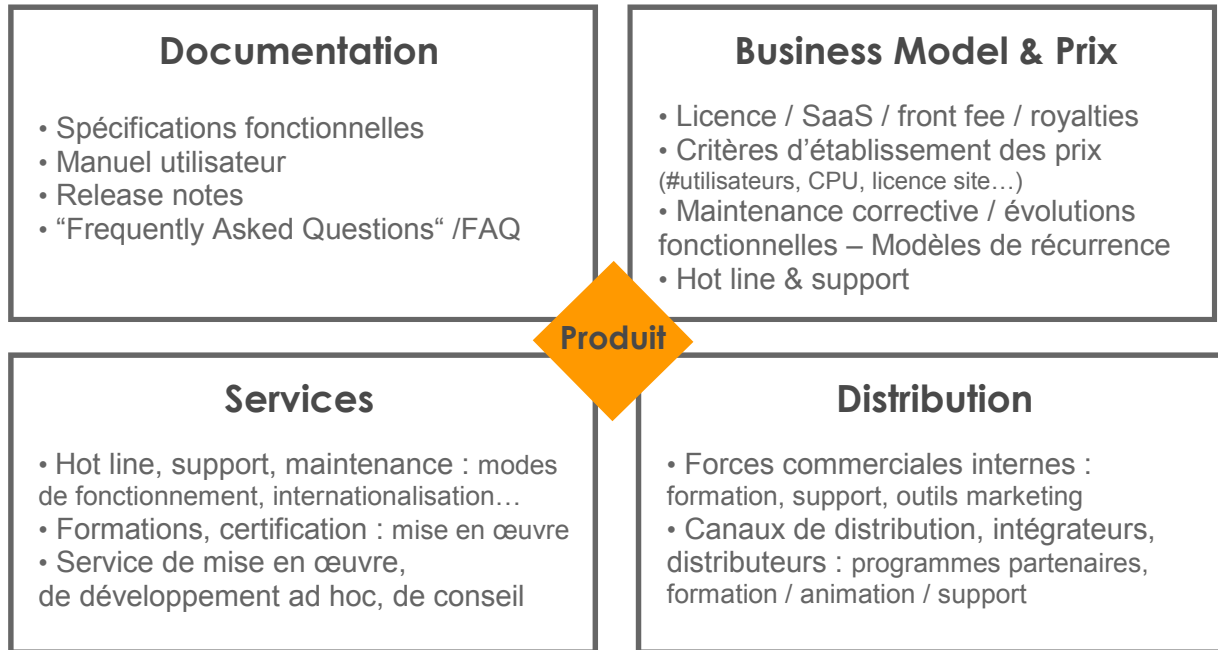 Documentation
• Spécifications fonctionnelles
• Manuel utilisateur
• Release notes
• “Frequently Asked Questions“ /FAQ
Business Model & Prix
• Licence / SaaS / front fee / royalties
• Critères d’établissement des prix
(#utilisateurs, CPU, licence site…)
• Maintenance corrective / évolutions
fonctionnelles – Modèles de récurrence
• Hot line & support
Produit
Services
• Hot line, support, maintenance : modes
de fonctionnement, internationalisation…
• Formations, certification : mise en œuvre
• Service de mise en œuvre,
de développement ad hoc, de conseil
Distribution
• Forces commerciales internes :
formation, support, outils marketing
• Canaux de distribution, intégrateurs,
distributeurs : programmes partenaires,
formation / animation / support